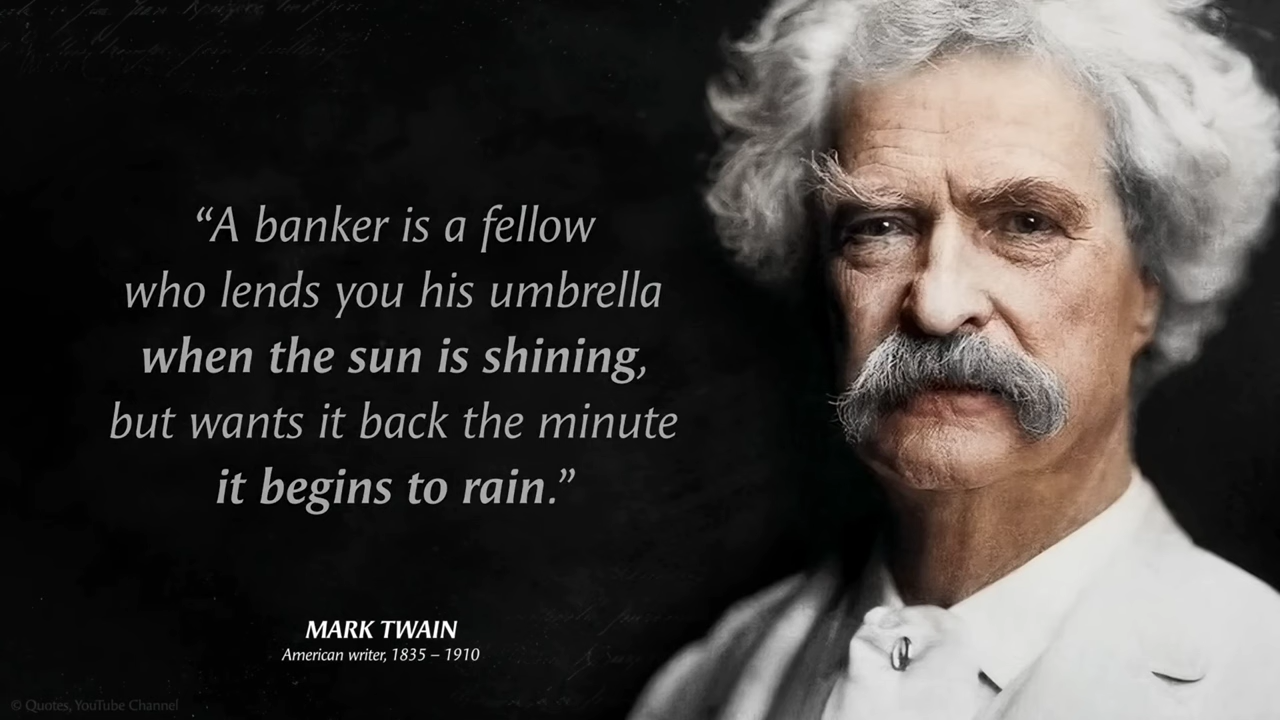 “A banker is a fellow
who lends you his umbrella
when the sun is shining,
but wants it back the minute
it begins to rain.”
MARK TWAIN
American writer, 1835 – 1910
© Quotes, YouTube Channel